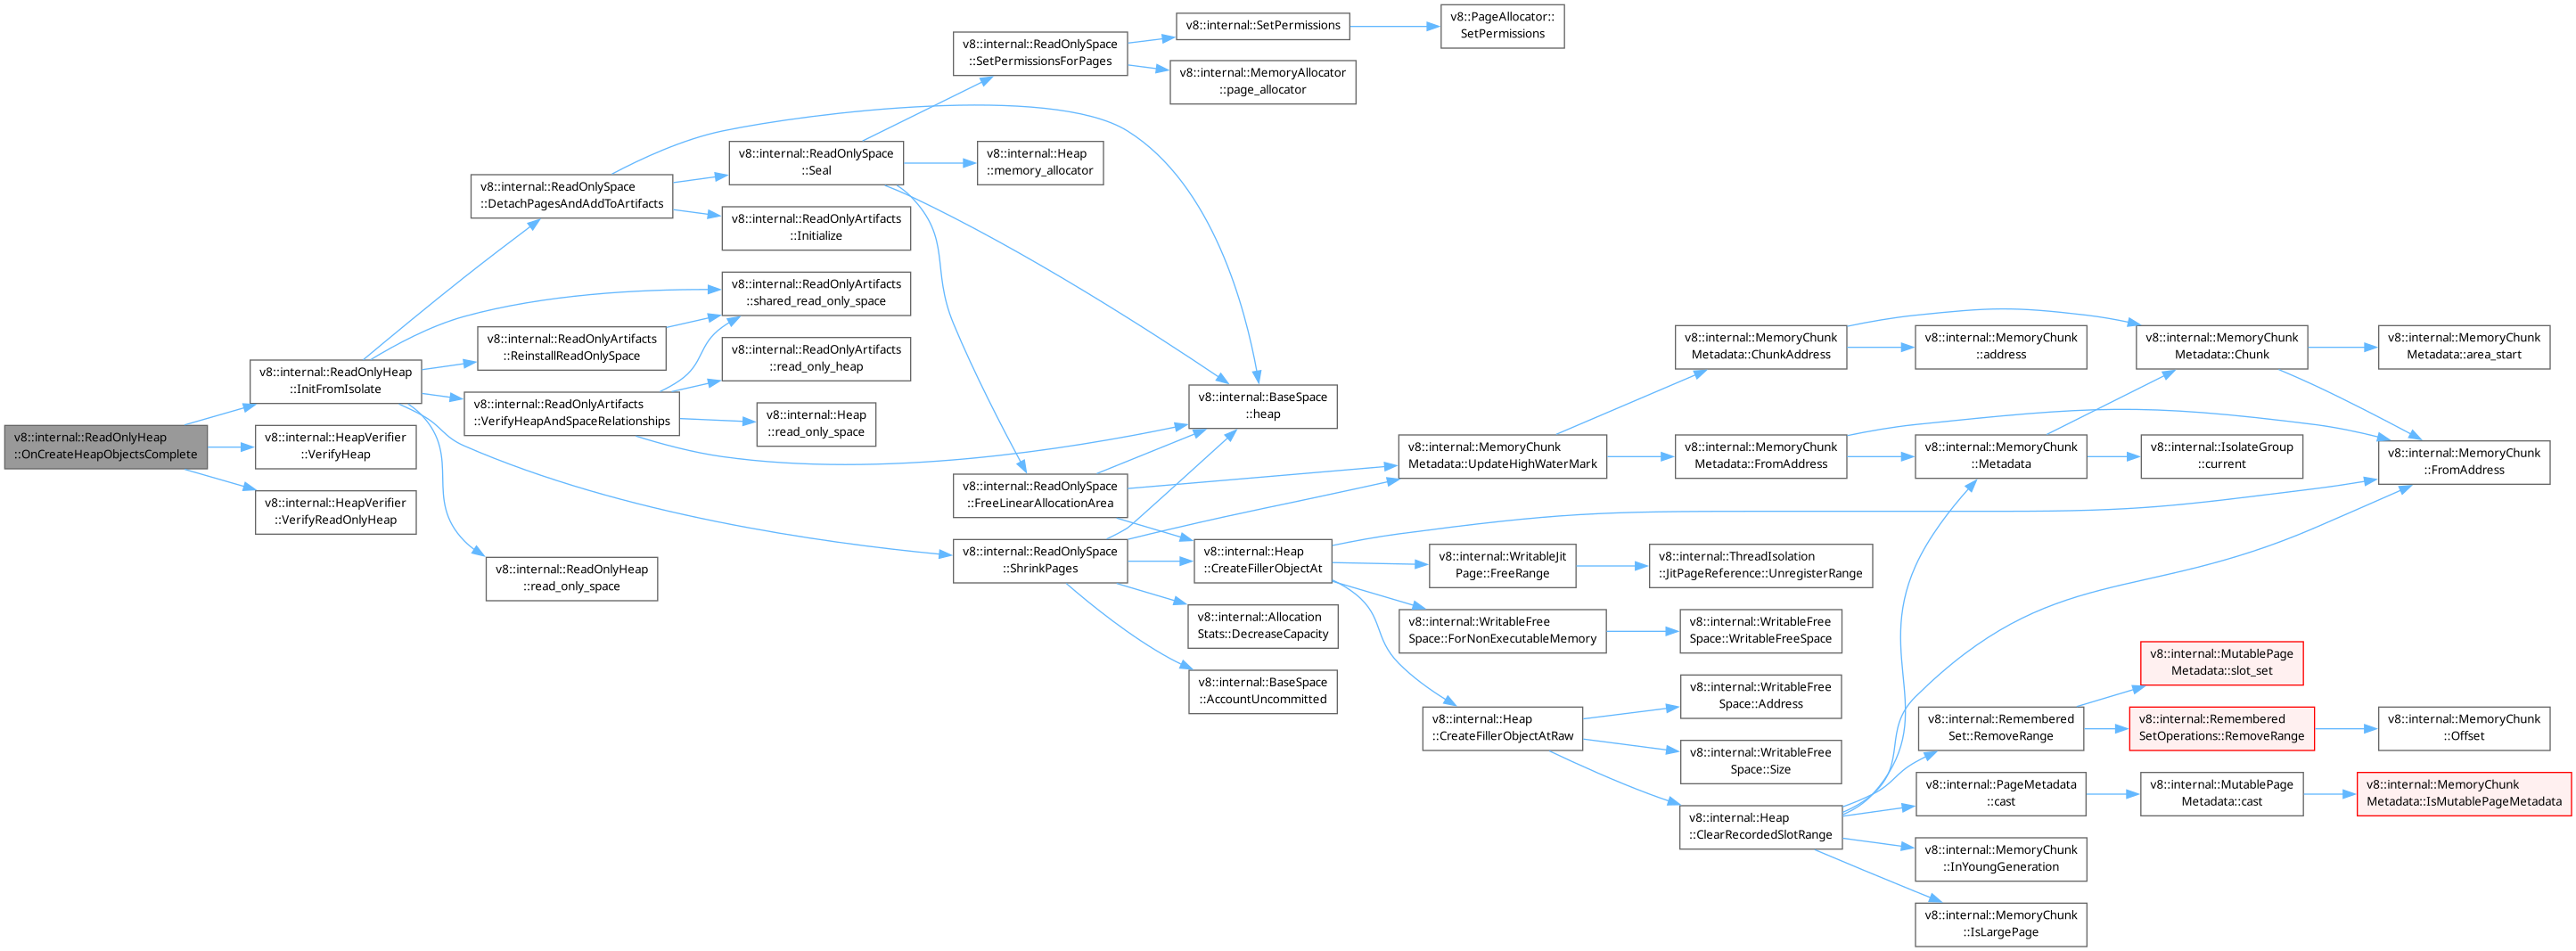 v8::internal::ReadOnlyHeap
::OnCreateHeapObjectsComplete
v8::internal::ReadOnlyHeap
::InitFromIsolate
v8::internal::HeapVerifier
::VerifyHeap
v8::internal::HeapVerifier
::VerifyReadOnlyHeap
v8::internal::ReadOnlySpace
::DetachPagesAndAddToArtifacts
v8::internal::ReadOnlyArtifacts
::ReinstallReadOnlySpace
v8::internal::ReadOnlyArtifacts
::VerifyHeapAndSpaceRelationships
v8::internal::ReadOnlyHeap
::read_only_space
v8::internal::ReadOnlySpace
::Seal
v8::internal::ReadOnlyArtifacts
::Initialize
v8::internal::ReadOnlyArtifacts
::shared_read_only_space
v8::internal::ReadOnlyArtifacts
::read_only_heap
v8::internal::Heap
::read_only_space
v8::internal::ReadOnlySpace
::SetPermissionsForPages
v8::internal::Heap
::memory_allocator
v8::internal::ReadOnlySpace
::FreeLinearAllocationArea
v8::internal::ReadOnlySpace
::ShrinkPages
v8::internal::SetPermissions
v8::internal::MemoryAllocator
::page_allocator
v8::internal::BaseSpace
::heap
v8::internal::Heap
::CreateFillerObjectAt
v8::internal::Allocation
Stats::DecreaseCapacity
v8::internal::BaseSpace
::AccountUncommitted
v8::PageAllocator::
SetPermissions
v8::internal::MemoryChunk
Metadata::UpdateHighWaterMark
v8::internal::WritableJit
Page::FreeRange
v8::internal::WritableFree
Space::ForNonExecutableMemory
v8::internal::Heap
::CreateFillerObjectAtRaw
v8::internal::MemoryChunk
Metadata::ChunkAddress
v8::internal::MemoryChunk
Metadata::FromAddress
v8::internal::ThreadIsolation
::JitPageReference::UnregisterRange
v8::internal::WritableFree
Space::WritableFreeSpace
v8::internal::WritableFree
Space::Address
v8::internal::WritableFree
Space::Size
v8::internal::Heap
::ClearRecordedSlotRange
v8::internal::MemoryChunk
::address
v8::internal::MemoryChunk
::Metadata
v8::internal::Remembered
Set::RemoveRange
v8::internal::PageMetadata
::cast
v8::internal::MemoryChunk
::InYoungGeneration
v8::internal::MemoryChunk
::IsLargePage
v8::internal::MemoryChunk
Metadata::Chunk
v8::internal::IsolateGroup
::current
v8::internal::MutablePage
Metadata::slot_set
v8::internal::Remembered
SetOperations::RemoveRange
v8::internal::MutablePage
Metadata::cast
v8::internal::MemoryChunk
Metadata::area_start
v8::internal::MemoryChunk
::FromAddress
v8::internal::MemoryChunk
::Offset
v8::internal::MemoryChunk
Metadata::IsMutablePageMetadata